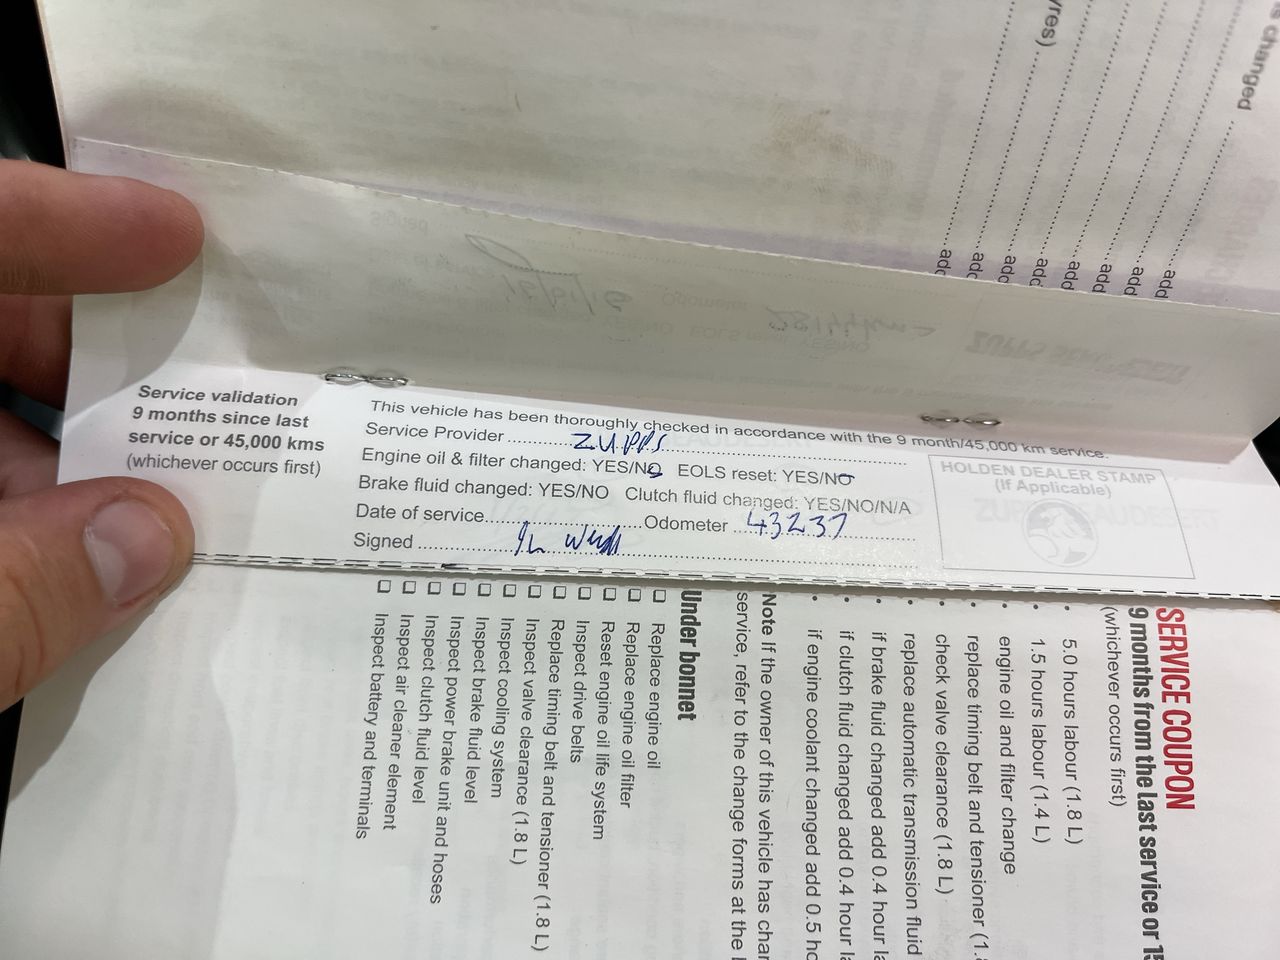 s changed
yres)
add
add
add
add
add
add
add
add
Service validation
9 months since last
service or 45,000 kms
(whichever occurs first)
This vehicle has been thoroughly checked in accordance with the 9 month/45,000 km service.
Service Provider ZUPPS
Engine oil & filter changed: YES/NO EOLS reset: YES/NO
Brake fluid changed: YES/NO Clutch fluid changed: YES/NO/N/A
Date of service Odometer 43237
Signed
HOLDEN DEALER STAMP
(If Applicable)
SERVICE COUPON
9 months from the last service or 15
(whichever occurs first)
• 5.0 hours labour (1.8 L)
• 1.5 hours labour (1.4 L)
• engine oil and filter change
• replace timing belt and tensioner (1.8
• check valve clearance (1.8 L)
• replace automatic transmission fluid
• if brake fluid changed add 0.4 hour la
• if clutch fluid changed add 0.4 hour l
• if engine coolant changed add 0.5 ho
Note If the owner of this vehicle has char
service, refer to the change forms at the
Under bonnet
Replace engine oil
Replace engine oil filter
Reset engine oil life system
Inspect drive belts
Replace timing belt and tensioner (1.8 L)
Inspect valve clearance (1.8 L)
Inspect cooling system
Inspect brake fluid level
Inspect power brake unit and hoses
Inspect clutch fluid level
Inspect air cleaner element
Inspect battery and terminals